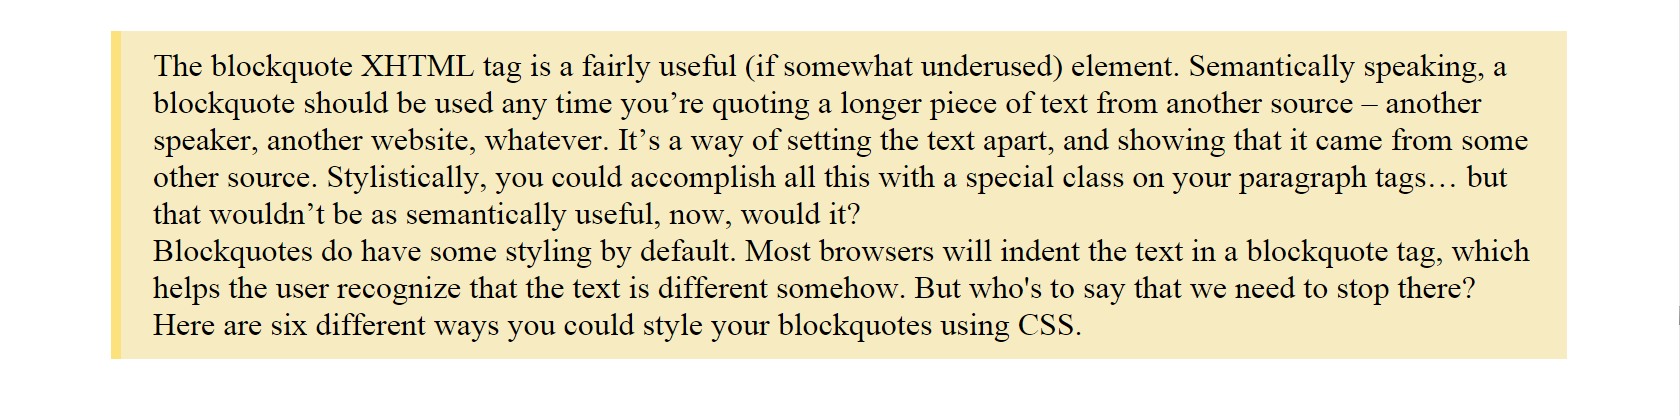 The blockquote XHTML tag is a fairly useful (if somewhat underused) element. Semantically speaking, a
blockquote should be used any time you’re quoting a longer piece of text from another source – another
speaker, another website, whatever. It’s a way of setting the text apart, and showing that it came from some
other source. Stylistically, you could accomplish all this with a special class on your paragraph tags… but
that wouldn’t be as semantically useful, now, would it?
Blockquotes do have some styling by default. Most browsers will indent the text in a blockquote tag, which
helps the user recognize that the text is different somehow. But who's to say that we need to stop there?
Here are six different ways you could style your blockquotes using CSS.